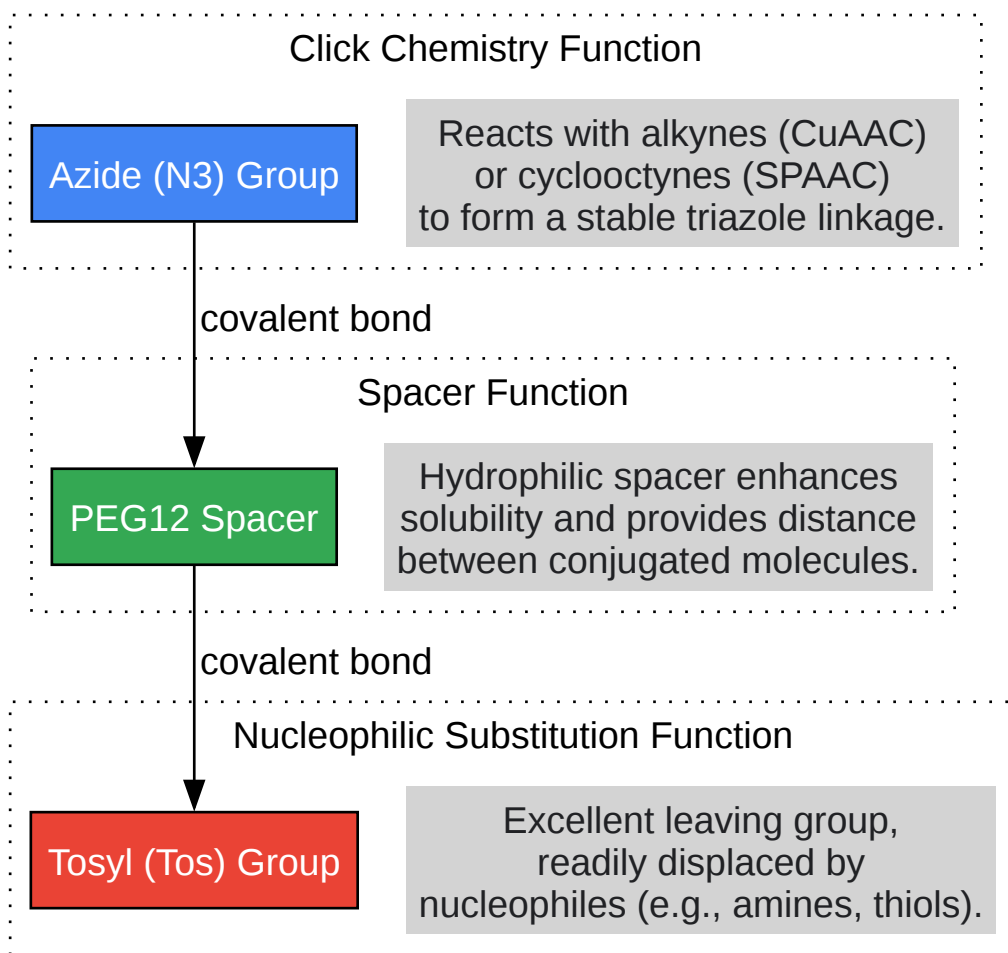 Click Chemistry Function
Azide (N3) Group
Reacts with alkynes (CuAAC)
or cyclooctynes (SPAAC)
to form a stable triazole linkage.
covalent bond
Spacer Function
PEG12 Spacer
Hydrophilic spacer enhances
solubility and provides distance
between conjugated molecules.
covalent bond
Nucleophilic Substitution Function
Tosyl (Tos) Group
Excellent leaving group,
readily displaced by
nucleophiles (e.g., amines, thiols).